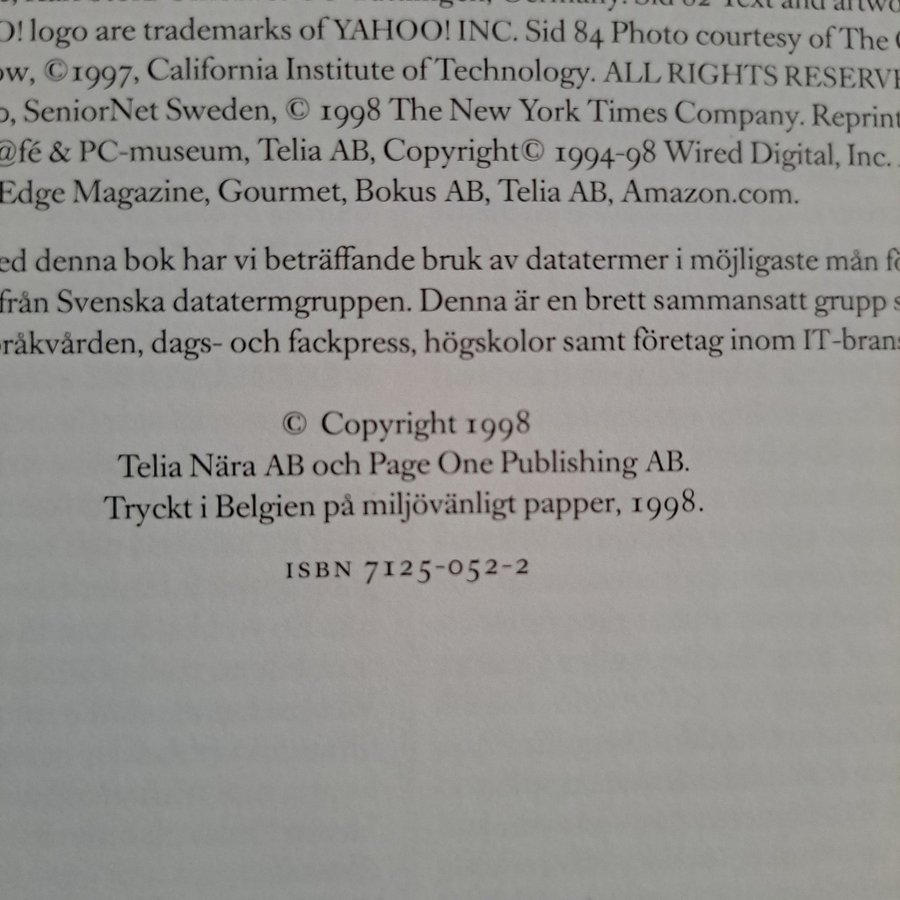 O! logo are trademarks of YAHOO! INC. Sid 84 Photo courtesy of The
ow, ©1997, California Institute of Technology. ALL RIGHTS RESERVE
o, SeniorNet Sweden, © 1998 The New York Times Company. Reprint
@fé & PC-museum, Telia AB, Copyright© 1994-98 Wired Digital, Inc.
Edge Magazine, Gourmet, Bokus AB, Telia AB, Amazon.com.
ed denna bok har vi beträffande bruk av datatermer i möjligaste mån fö
från Svenska datatermgruppen. Denna är en brett sammansatt grupp s
pråkvården, dags- och fackpress, högskolor samt företag inom IT-brans
© Copyright 1998
Telia Nära AB och Page One Publishing AB.
Tryckt i Belgien på miljövänligt papper, 1998.
ISBN 7125-052-2